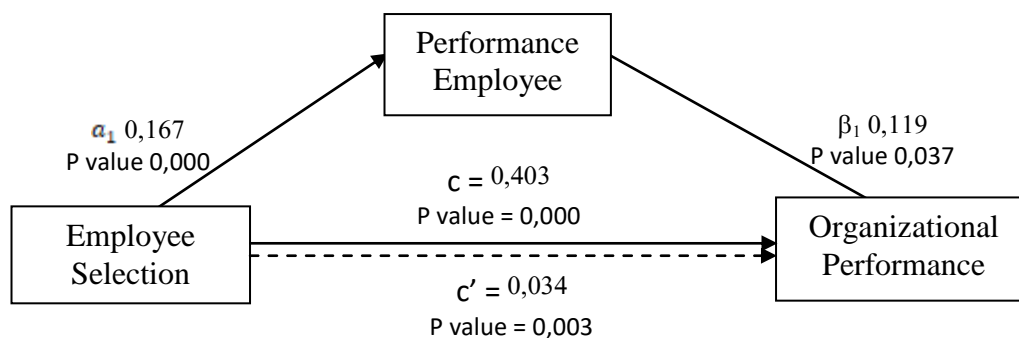 Performance
Employee
α₁ 0,167
P value 0,000
β₁ 0,119
P value 0,037
c = 0,403
P value = 0,000
Employee
Selection
Organizational
Performance
c’ = 0,034
P value = 0,003